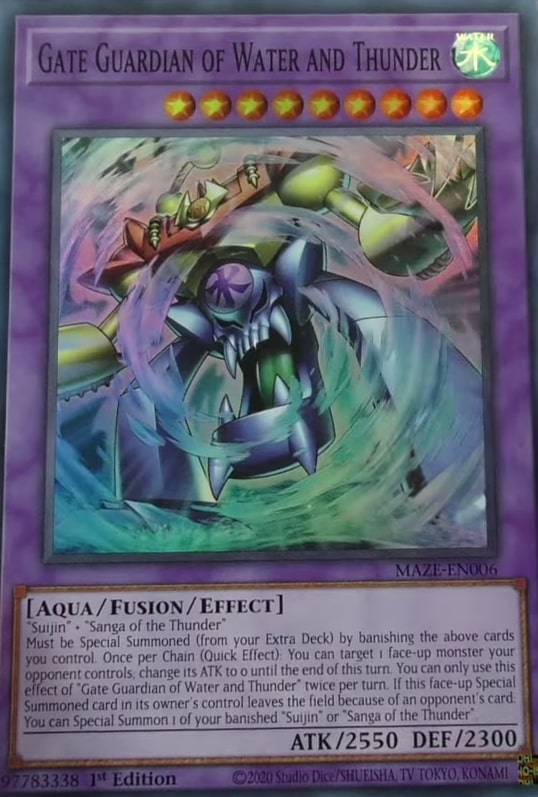 GATE GUARDIAN OF WATER AND THUNDER
WATER
水
MAZE-EN006
[AQUA/FUSION/EFFECT]
"Suijin" + "Sanga of the Thunder"
Must be Special Summoned (from your Extra Deck) by banishing the above cards
you control. Once per Chain (Quick Effect): You can target 1 face-up monster your
opponent controls; change its ATK to 0 until the end of this turn. You can only use this
effect of "Gate Guardian of Water and Thunder" twice per turn. If this face-up Special
Summoned card in its owner's control leaves the field because of an opponent's card:
You can Special Summon 1 of your banished "Suijin" or "Sanga of the Thunder"
ATK/2550 DEF/2300
97783338 1st Edition
©2020 Studio Dice/SHUEISHA, TV TOKYO, KONAMI